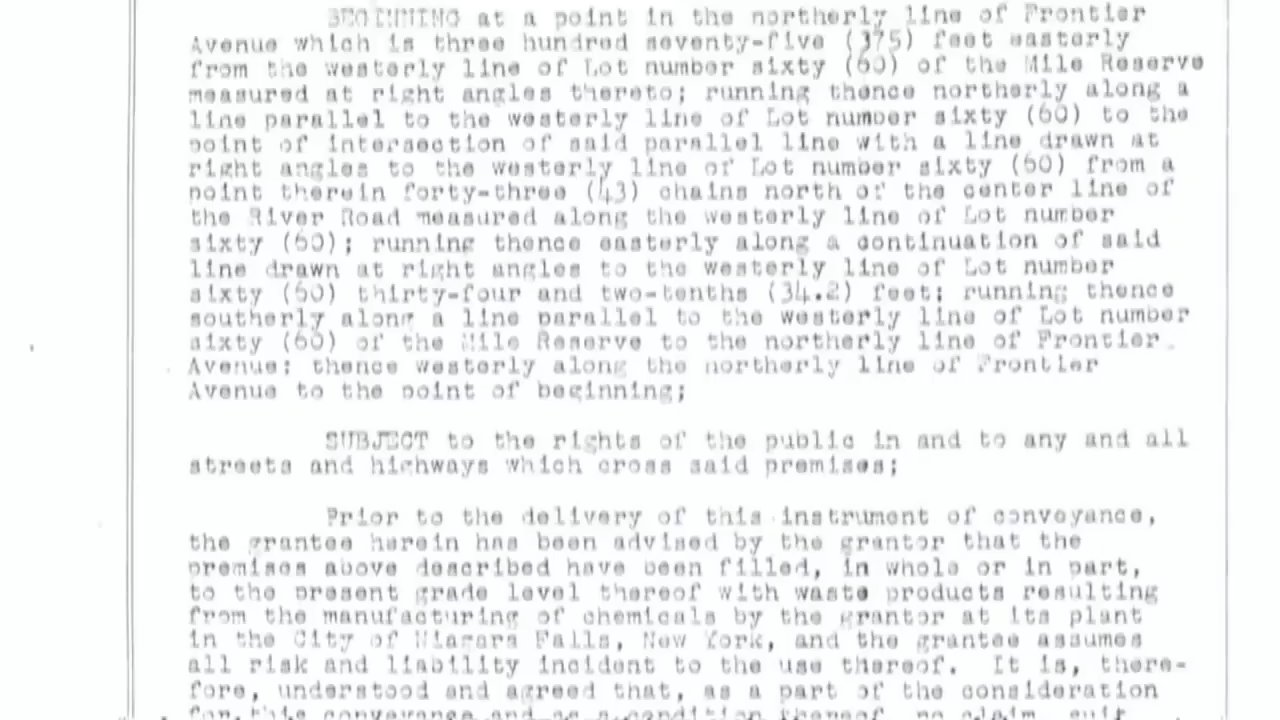 BEGINNING at a point in the northerly line of Frontier
Avenue which is three hundred seventy-five (375) feet easterly
from the westerly line of Lot number sixty (60) of the Mile Reserve
measured at right angles thereto; running thence northerly along a
line parallel to the westerly line of Lot number sixty (60) to the
point of intersection of said parallel line with a line drawn at
right angles to the westerly line of Lot number sixty (60) from a
point therein forty-three (43) chains north of the center line of
the River Road measured along the westerly line of Lot number
sixty (60); running thence easterly along a continuation of said
line drawn at right angles to the westerly line of Lot number
sixty (60) thirty-four and two-tenths (34.2) feet; running thence
southerly along a line parallel to the westerly line of Lot number
sixty (60) of the Mile Reserve to the northerly line of Frontier
Avenue; thence westerly along the northerly line of Frontier
Avenue to the point of beginning;
SUBJECT to the rights of the public in and to any and all
streets and highways which cross said premises;
Prior to the delivery of this instrument of conveyance,
the grantee herein has been advised by the grantor that the
premises above described have been filled, in whole or in part,
to the present grade level thereof with waste products resulting
from the manufacturing of chemicals by the grantor at its plant
in the City of Niagara Falls, New York, and the grantee assumes
all risk and liability incident to the use thereof. It is, there-
fore, understood and agreed that, as a part of the consideration
for this conveyance and as a condition thereof, no claim, suit